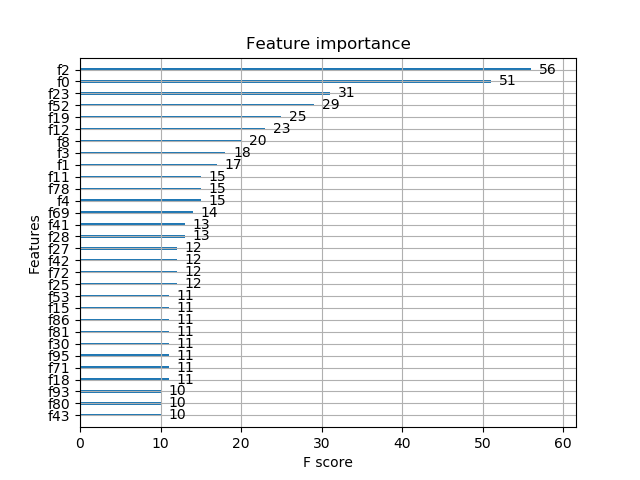 Feature importance
f2 56
f0 51
f23 31
f52 29
f19 25
f12 23
f8 20
f3 18
f1 17
f11 15
f78 15
f4 15
f69 14
f41 13
f28 13
f27 12
f42 12
f72 12
f25 12
f53 11
f15 11
f86 11
f81 11
f30 11
f95 11
f71 11
f18 11
f93 10
f80 10
f43 10
Features
0 10 20 30 40 50 60
F score